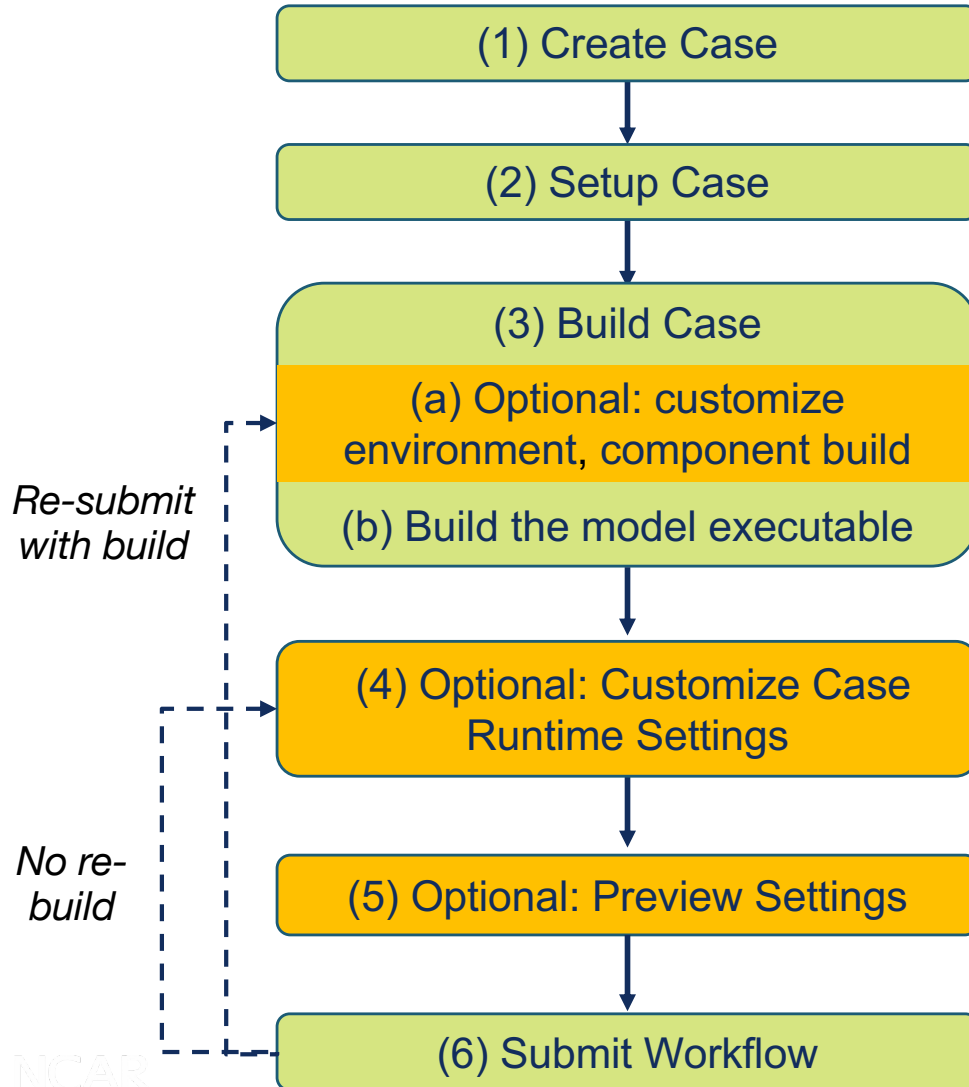 (1) Create Case
(2) Setup Case
(3) Build Case
(a) Optional: customize
environment, component build
(b) Build the model executable
Re-submit
with build
(4) Optional: Customize Case
Runtime Settings
No re-
build
(5) Optional: Preview Settings
(6) Submit Workflow
NCAR